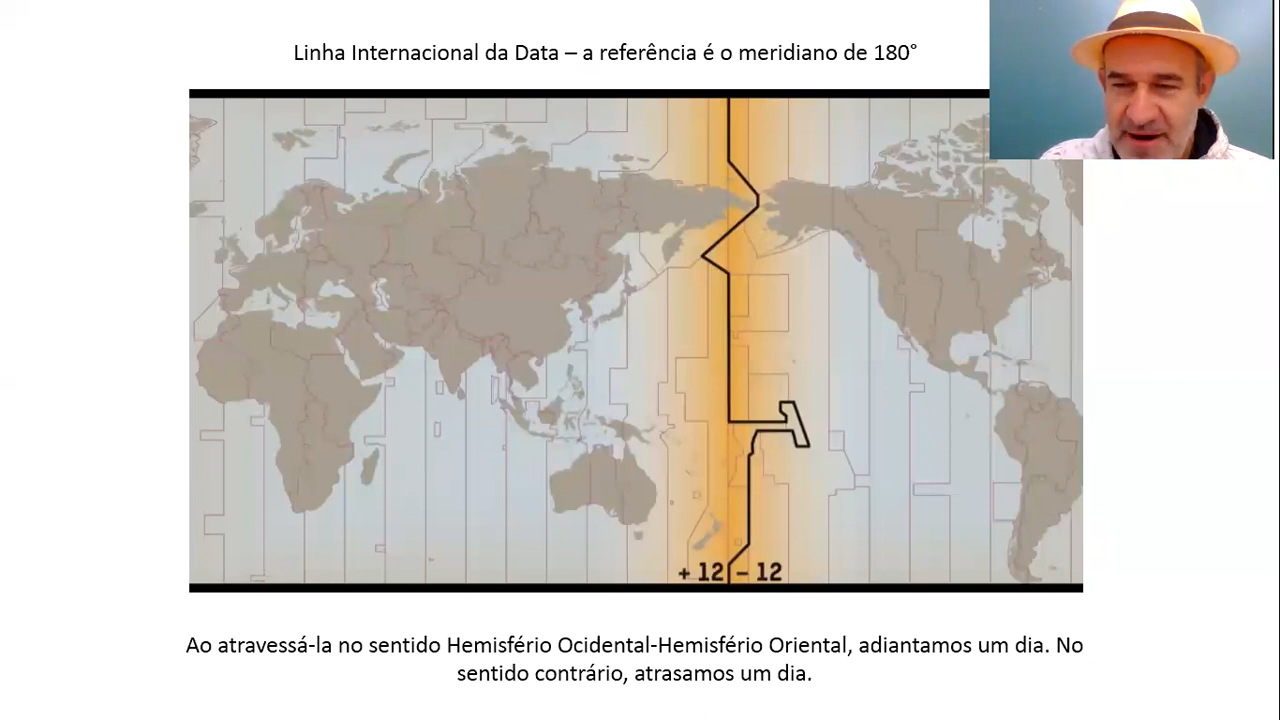 Linha Internacional da Data – a referência é o meridiano de 180°
+ 12 – 12
Ao atravessá-la no sentido Hemisfério Ocidental-Hemisfério Oriental, adiantamos um dia. No
sentido contrário, atrasamos um dia.